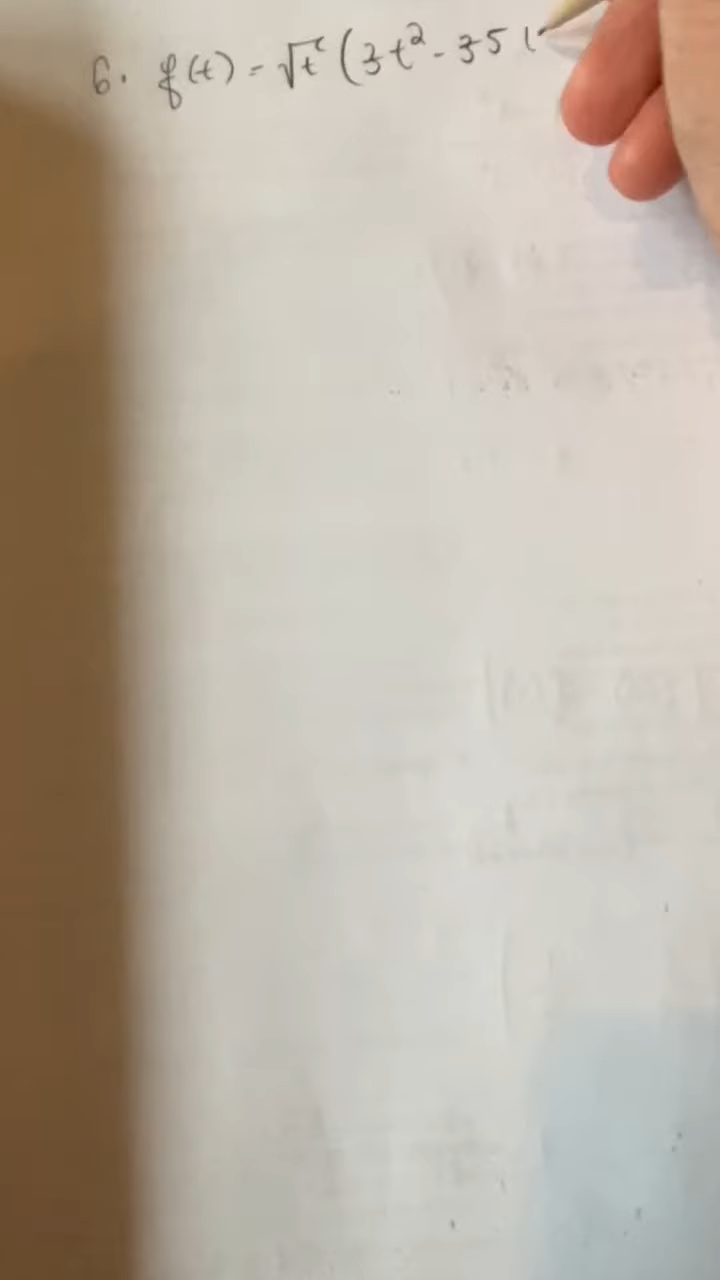 6. f(t) = √t (3t² - 35